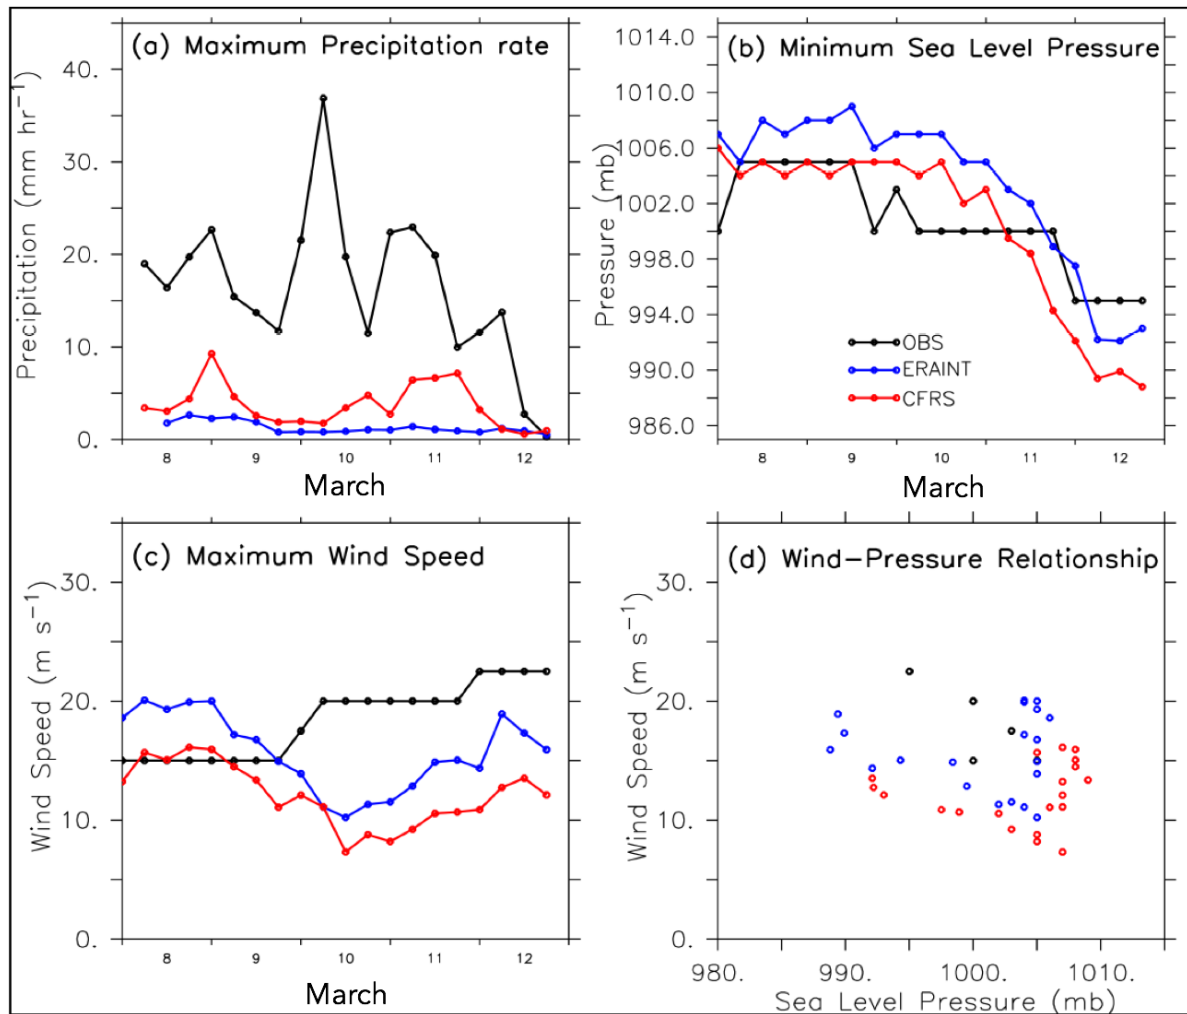 (a) Maximum Precipitation rate
Precipitation (mm hr⁻¹)
40.
30.
20.
10.
0.
8
9
10
11
12
March
(b) Minimum Sea Level Pressure
Pressure (mb)
1014.0
1010.0
1006.0
1002.0
998.0
994.0
990.0
986.0
OBS
ERAINT
CFRS
8
9
10
11
12
March
(c) Maximum Wind Speed
Wind Speed (m s⁻¹)
30.
20.
10.
0.
8
9
10
11
12
March
(d) Wind-Pressure Relationship
Wind Speed (m s⁻¹)
30.
20.
10.
0.
980.
990.
1000.
1010.
Sea Level Pressure (mb)